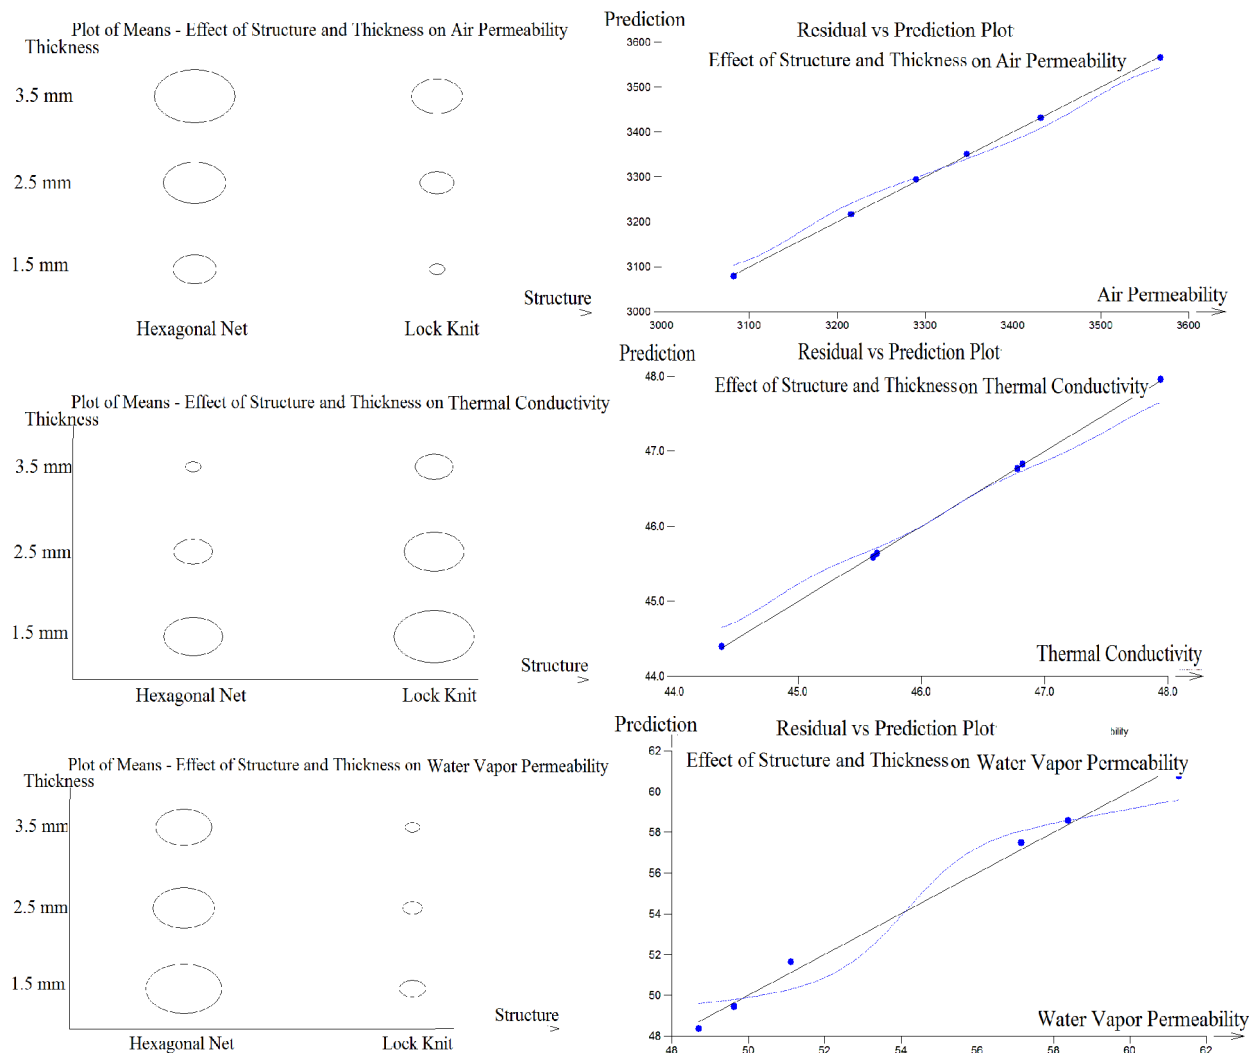 Plot of Means - Effect of Structure and Thickness on Air Permeability
Thickness
3.5 mm
2.5 mm
1.5 mm
Structure
Hexagonal Net
Lock Knit
Prediction
Residual vs Prediction Plot
Effect of Structure and Thickness on Air Permeability
3600
3500
3400
3300
3200
3100
3000
Air Permeability
3000
3100
3200
3300
3400
3500
3600
Plot of Means - Effect of Structure and Thickness on Thermal Conductivity
Thickness
3.5 mm
2.5 mm
1.5 mm
Structure
Hexagonal Net
Lock Knit
Prediction
Residual vs Prediction Plot
Effect of Structure and Thickness on Thermal Conductivity
48.0
47.0
46.0
45.0
44.0
Thermal Conductivity
44.0
45.0
46.0
47.0
48.0
Plot of Means - Effect of Structure and Thickness on Water Vapor Permeability
Thickness
3.5 mm
2.5 mm
1.5 mm
Structure
Hexagonal Net
Lock Knit
Prediction
Residual vs Prediction Plot
bility
Effect of Structure and Thickness on Water Vapor Permeability
62
60
58
56
54
52
50
48
Water Vapor Permeability
48
50
52
54
56
58
60
62